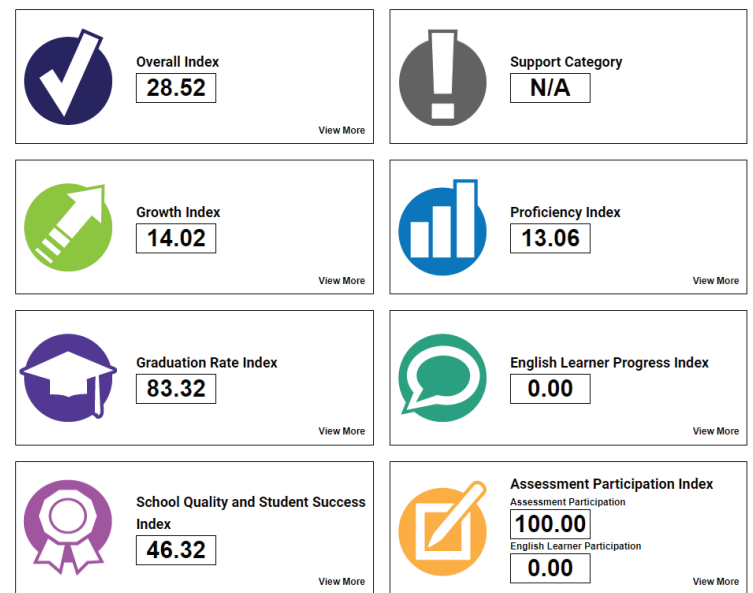 Overall Index
28.52
View More
Support Category
N/A
Growth Index
14.02
View More
Proficiency Index
13.06
View More
Graduation Rate Index
83.32
View More
English Learner Progress Index
0.00
View More
School Quality and Student Success
Index
46.32
View More
Assessment Participation Index
Assessment Participation
100.00
English Learner Participation
0.00
View More